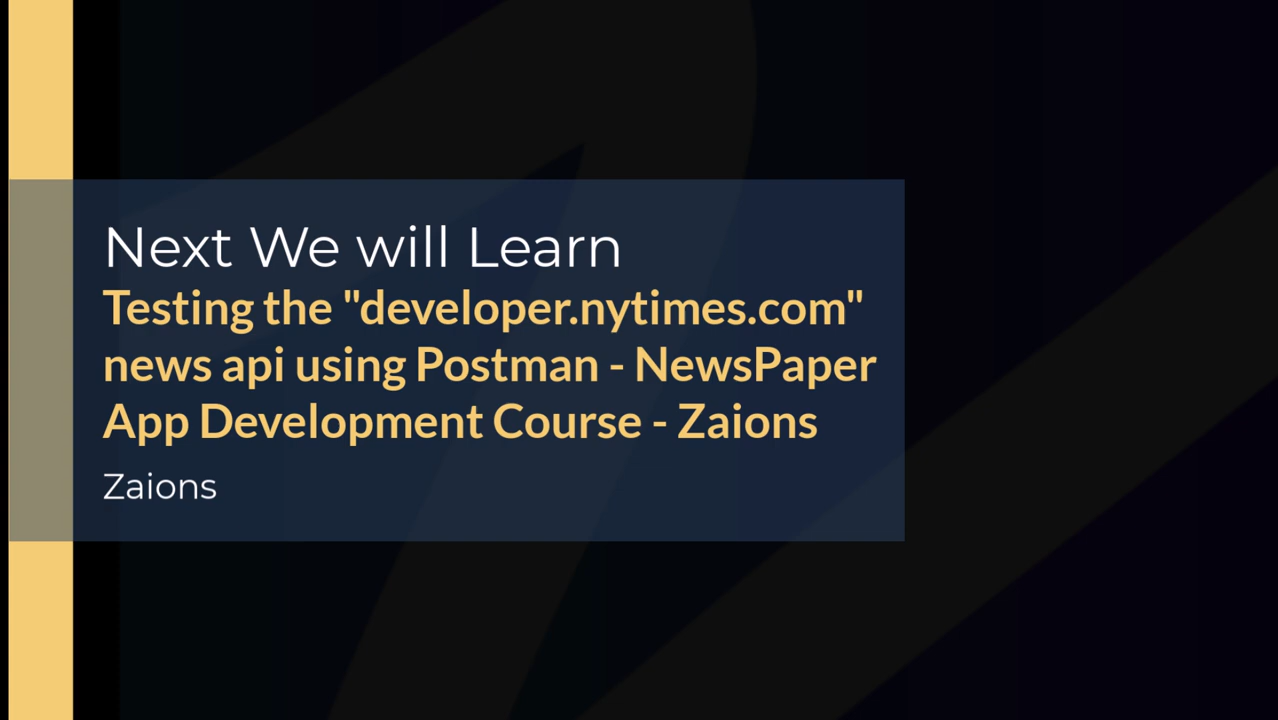 Next We will Learn
Testing the "developer.nytimes.com"
news api using Postman - NewsPaper
App Development Course - Zaions
Zaions